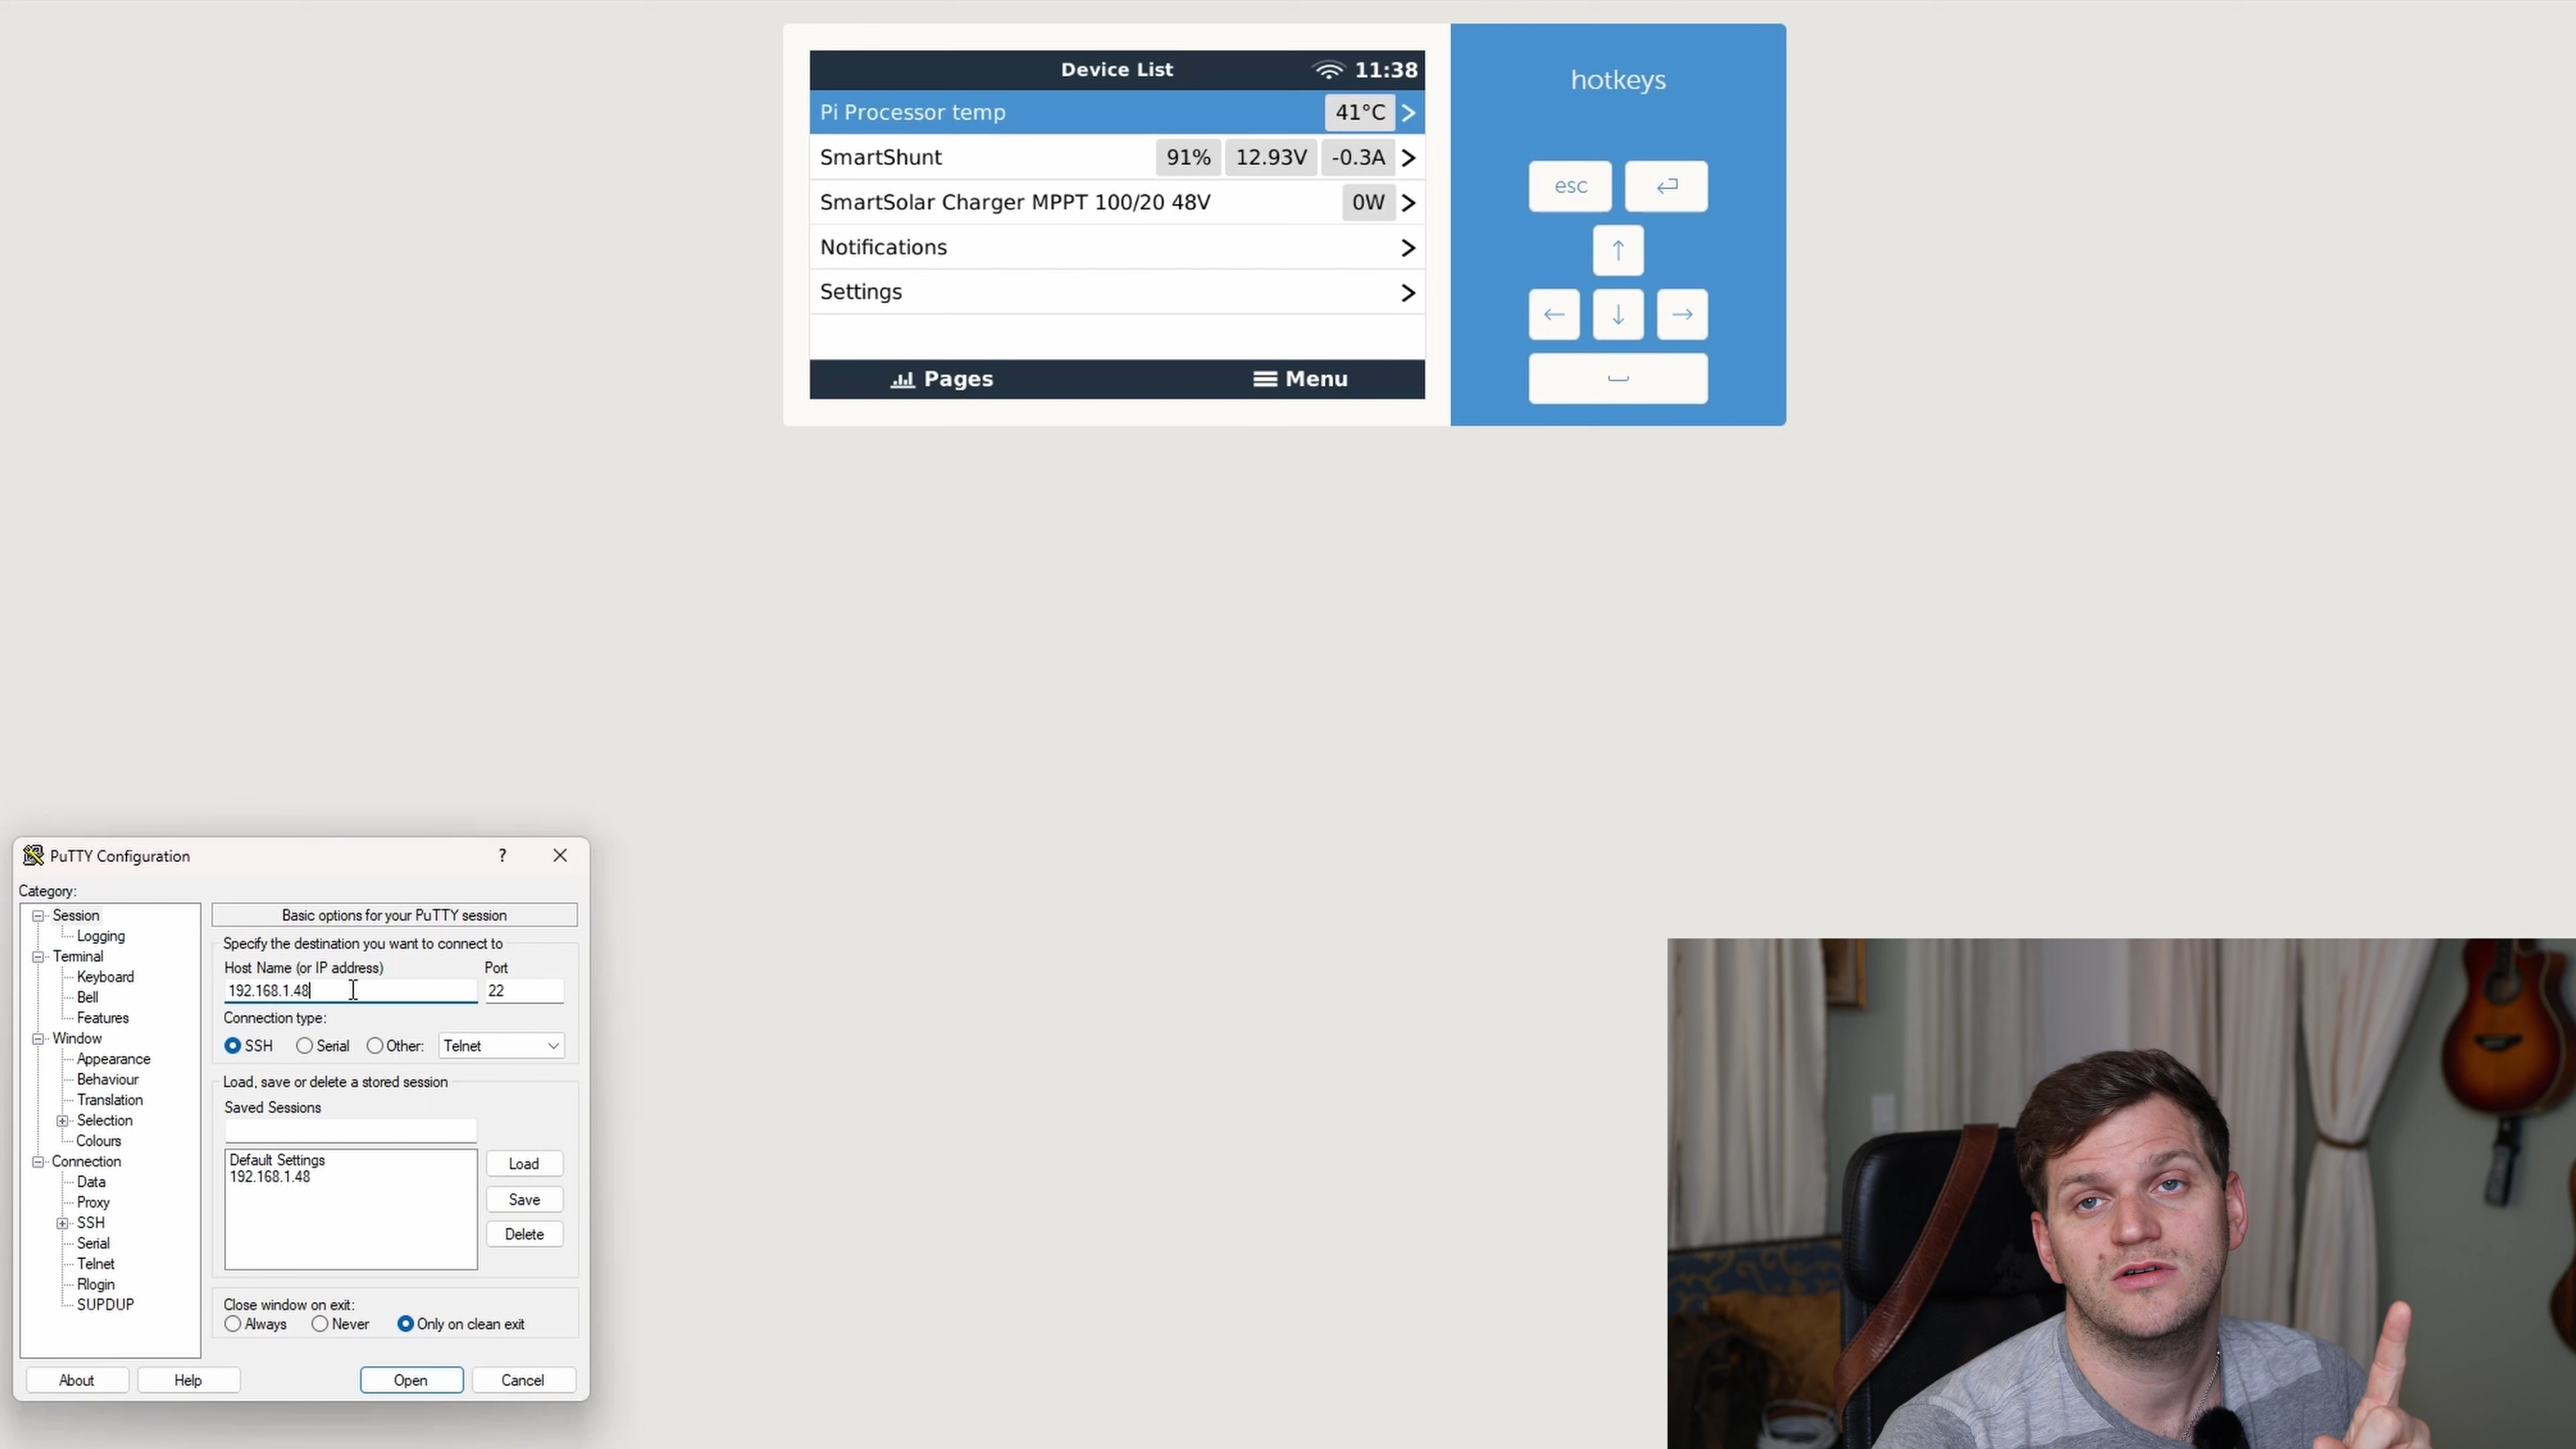 Device List 11:38
Pi Processor temp 41°C
SmartShunt 91% 12.93V -0.3A
SmartSolar Charger MPPT 100/20 48V 0W
Notifications
Settings
Pages Menu
hotkeys
esc
PuTTY Configuration
Category:
Session
Logging
Terminal
Keyboard
Bell
Features
Window
Appearance
Behaviour
Translation
Selection
Colours
Connection
Data
Proxy
SSH
Serial
Telnet
Rlogin
SUPDUP
Basic options for your PuTTY session
Specify the destination you want to connect to
Host Name (or IP address) Port
192.168.1.48 22
Connection type:
SSH Serial Other: Telnet
Load, save or delete a stored session
Saved Sessions
Default Settings
192.168.1.48
Load
Save
Delete
Close window on exit:
Always Never Only on clean exit
About Help Open Cancel